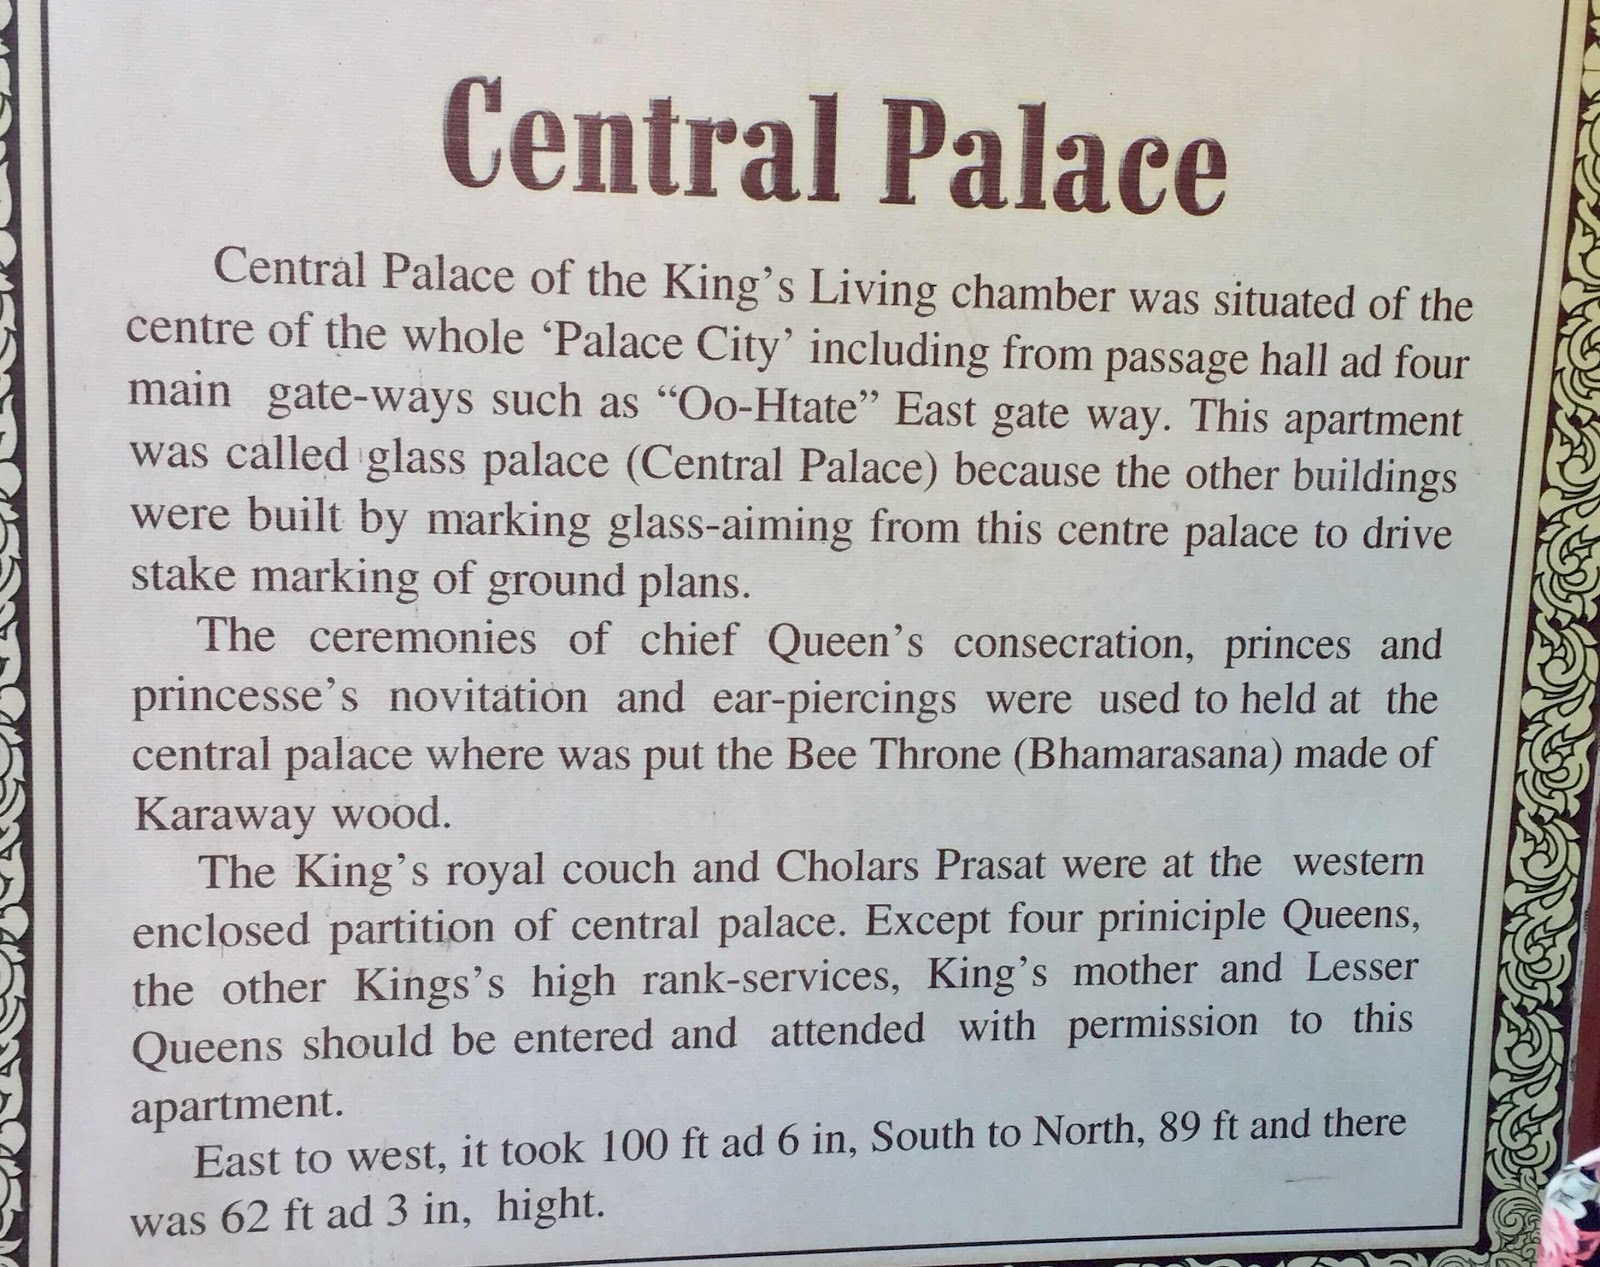 Central Palace
Central Palace of the King's Living chamber was situated of the
centre of the whole 'Palace City' including from passage hall ad four
main gate-ways such as "Oo-Htate" East gate way. This apartment
was called glass palace (Central Palace) because the other buildings
were built by marking glass-aiming from this centre palace to drive
stake marking of ground plans.
The ceremonies of chief Queen's consecration, princes and
princesse's novitation and ear-piercings were used to held at the
central palace where was put the Bee Throne (Bhamarasana) made of
Karaway wood.
The King's royal couch and Cholars Prasat were at the western
enclosed partition of central palace. Except four priniciple Queens,
the other Kings's high rank-services, King's mother and Lesser
Queens should be entered and attended with permission to this
apartment.
East to west, it took 100 ft ad 6 in, South to North, 89 ft and there
was 62 ft ad 3 in, hight.